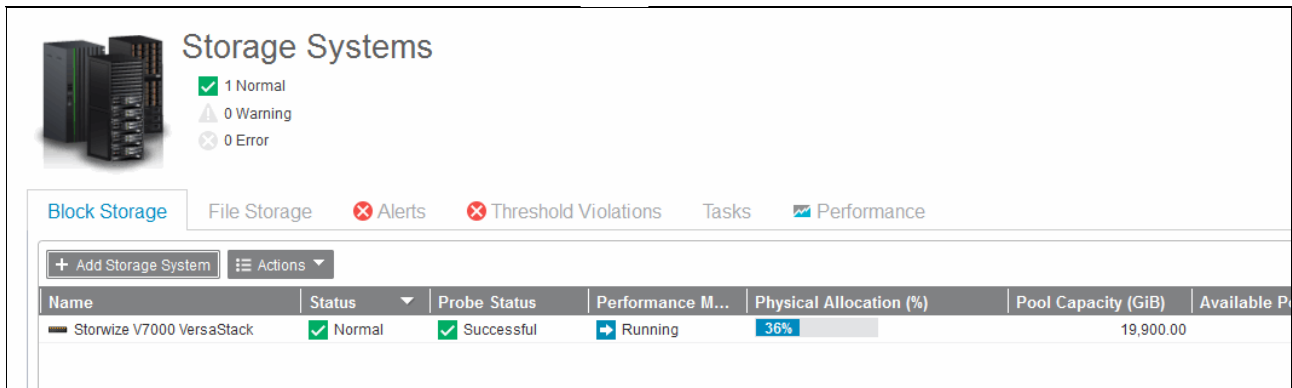 Storage Systems
1 Normal
0 Warning
0 Error
Block Storage File Storage Alerts Threshold Violations Tasks Performance
+ Add Storage System Actions
Name Status Probe Status Performance M... Physical Allocation (%) Pool Capacity (GiB) Available
Storwize V7000 VersaStack Normal Successful Running 36% 19,900.00